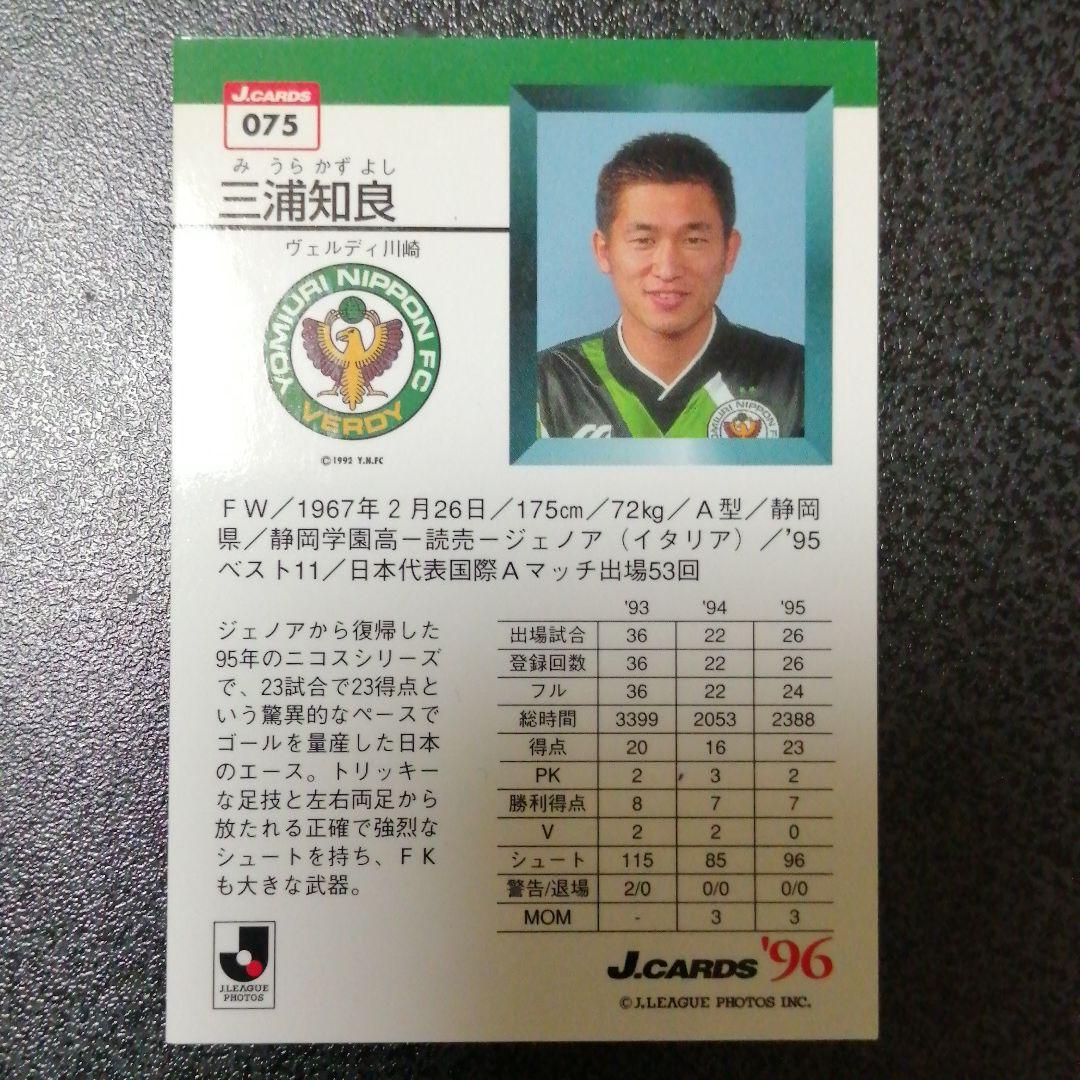 J.CARDS
075
み うら かず よし
三浦知良
ヴェルディ川崎
YOMIURI NIPPON FC
VERDY
©1992 Y.N.FC
YOMIURI NIPPON FC
ＦＷ／1967年２月26日／175㎝／72kg／Ａ型／静岡
県／静岡学園高－読売－ジェノア（イタリア）／'95
ベスト11／日本代表国際Ａマッチ出場53回
ジェノアから復帰した
95年のニコスシリーズ
で、23試合で23得点と
いう驚異的なペースで
ゴールを量産した日本
のエース。トリッキー
な足技と左右両足から
放たれる正確で強烈な
シュートを持ち、ＦＫ
も大きな武器。
'93 '94 '95
出場試合 36 22 26
登録回数 36 22 26
フル 36 22 24
総時間 3399 2053 2388
得点 20 16 23
PK 2 3 2
勝利得点 8 7 7
V 2 2 0
シュート 115 85 96
警告/退場 2/0 0/0 0/0
MOM - 3 3
J.LEAGUE
PHOTOS
J.CARDS '96
©J.LEAGUE PHOTOS INC.